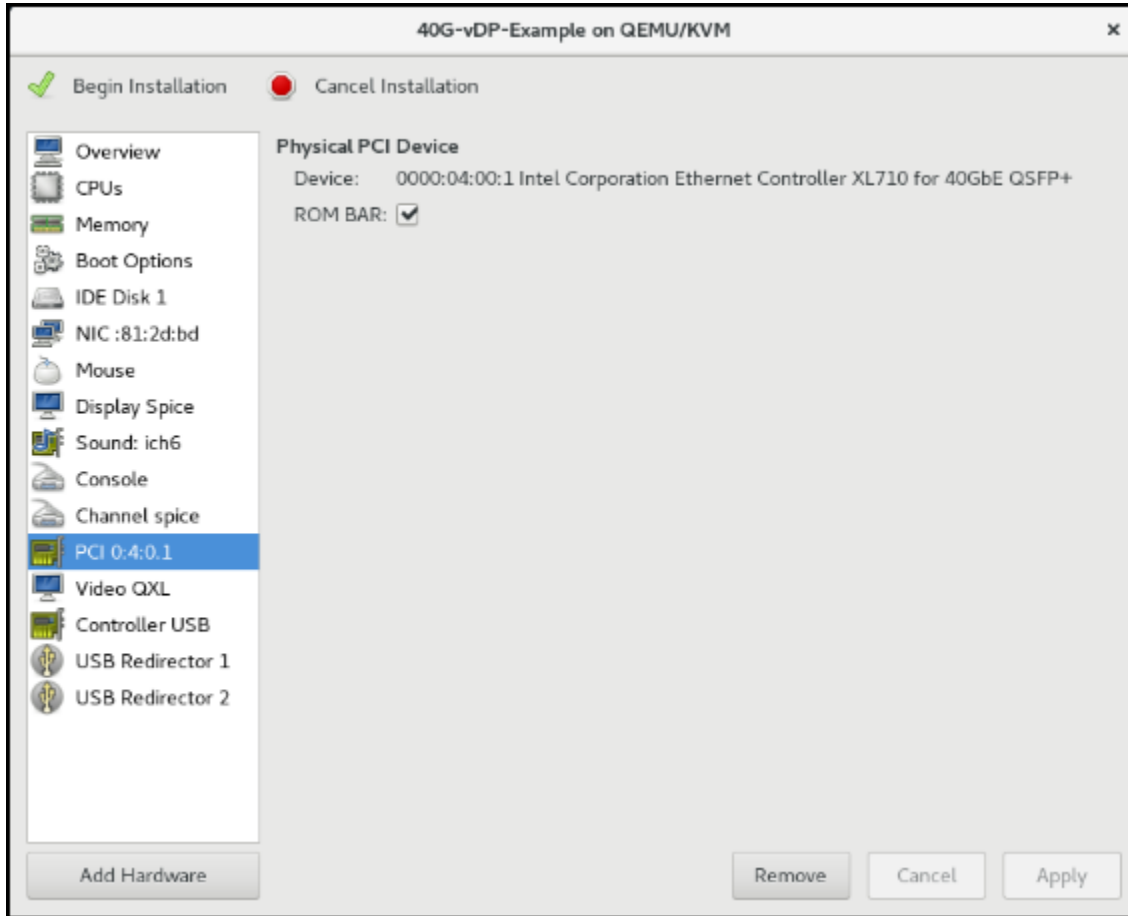 40G-vDP-Example on QEMU/KVM
×
Begin Installation
Cancel Installation
Overview
CPUs
Memory
Boot Options
IDE Disk 1
NIC :81:2d:bd
Mouse
Display Spice
Sound: ich6
Console
Channel spice
PCI 0:4:0.1
Video QXL
Controller USB
USB Redirector 1
USB Redirector 2
Add Hardware
Physical PCI Device
Device: 0000:04:00:1 Intel Corporation Ethernet Controller XL710 for 40GbE QSFP+
ROM BAR:
Remove
Cancel
Apply